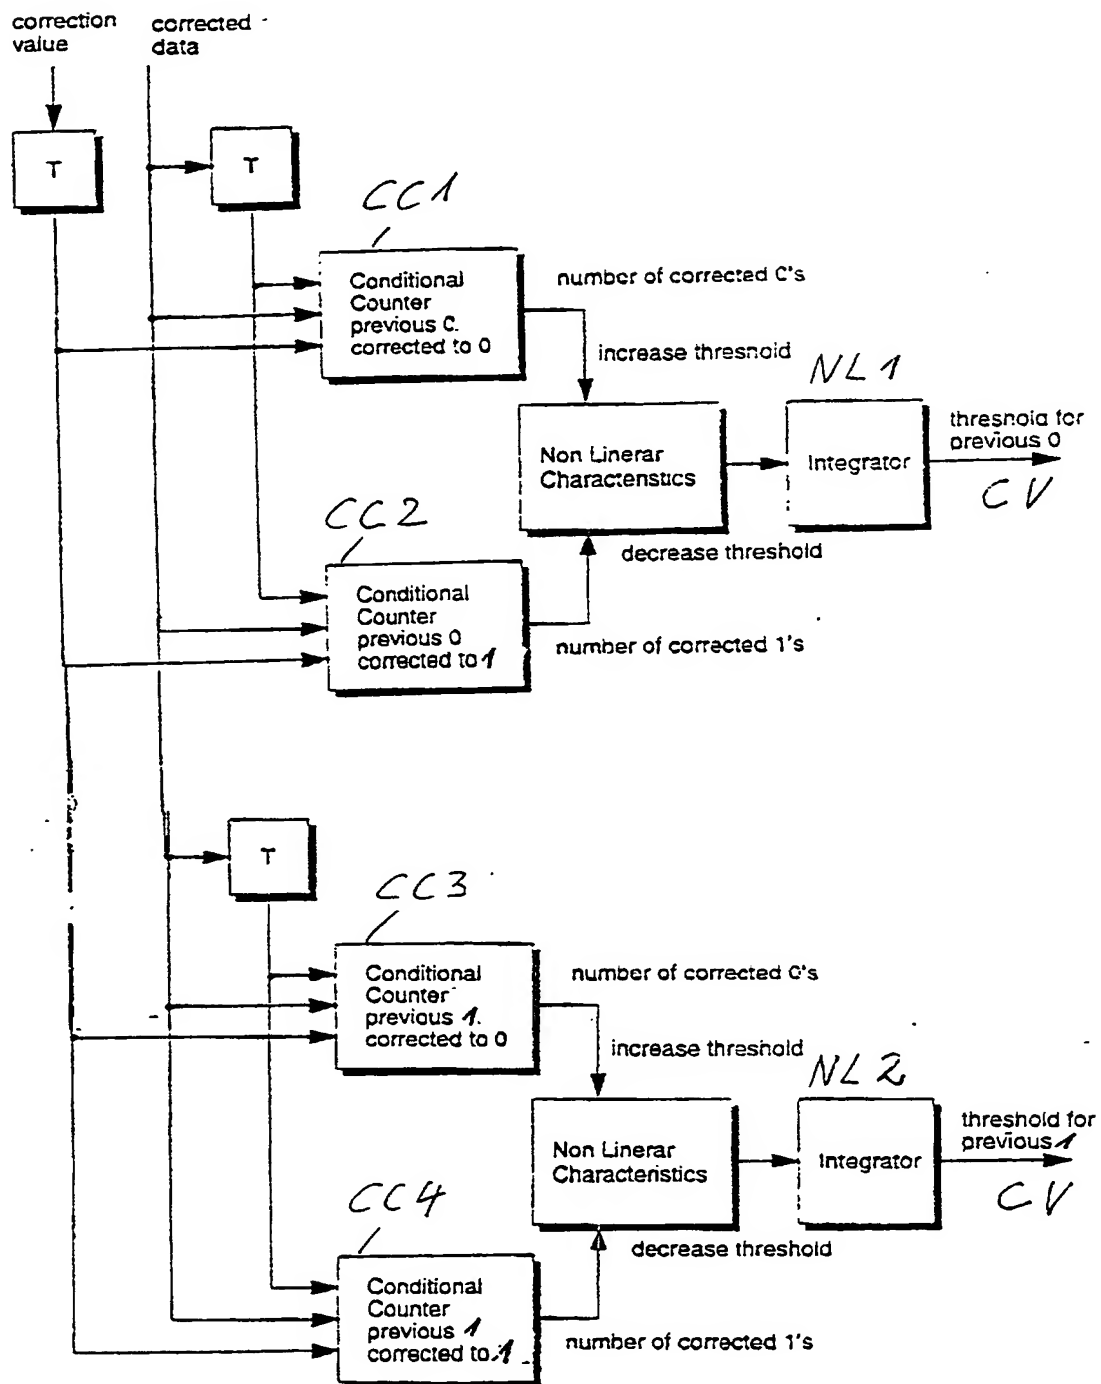 correction
value
corrected
data
T
T
CC1
Conditional
Counter
previous 0.
corrected to 0
number of corrected 0's
increase threshold
NL1
Non Linerar
Characteristics
Integrator
threshold for
previous 0
CV
CC2
decrease threshold
Conditional
Counter
previous 0
corrected to 1
number of corrected 1's
T
CC3
Conditional
Counter
previous 1.
corrected to 0
number of corrected 0's
increase threshold
NL2
Non Linerar
Characteristics
Integrator
threshold for
previous 1
CV
CC4
decrease threshold
Conditional
Counter
previous 1
corrected to 1
number of corrected 1's